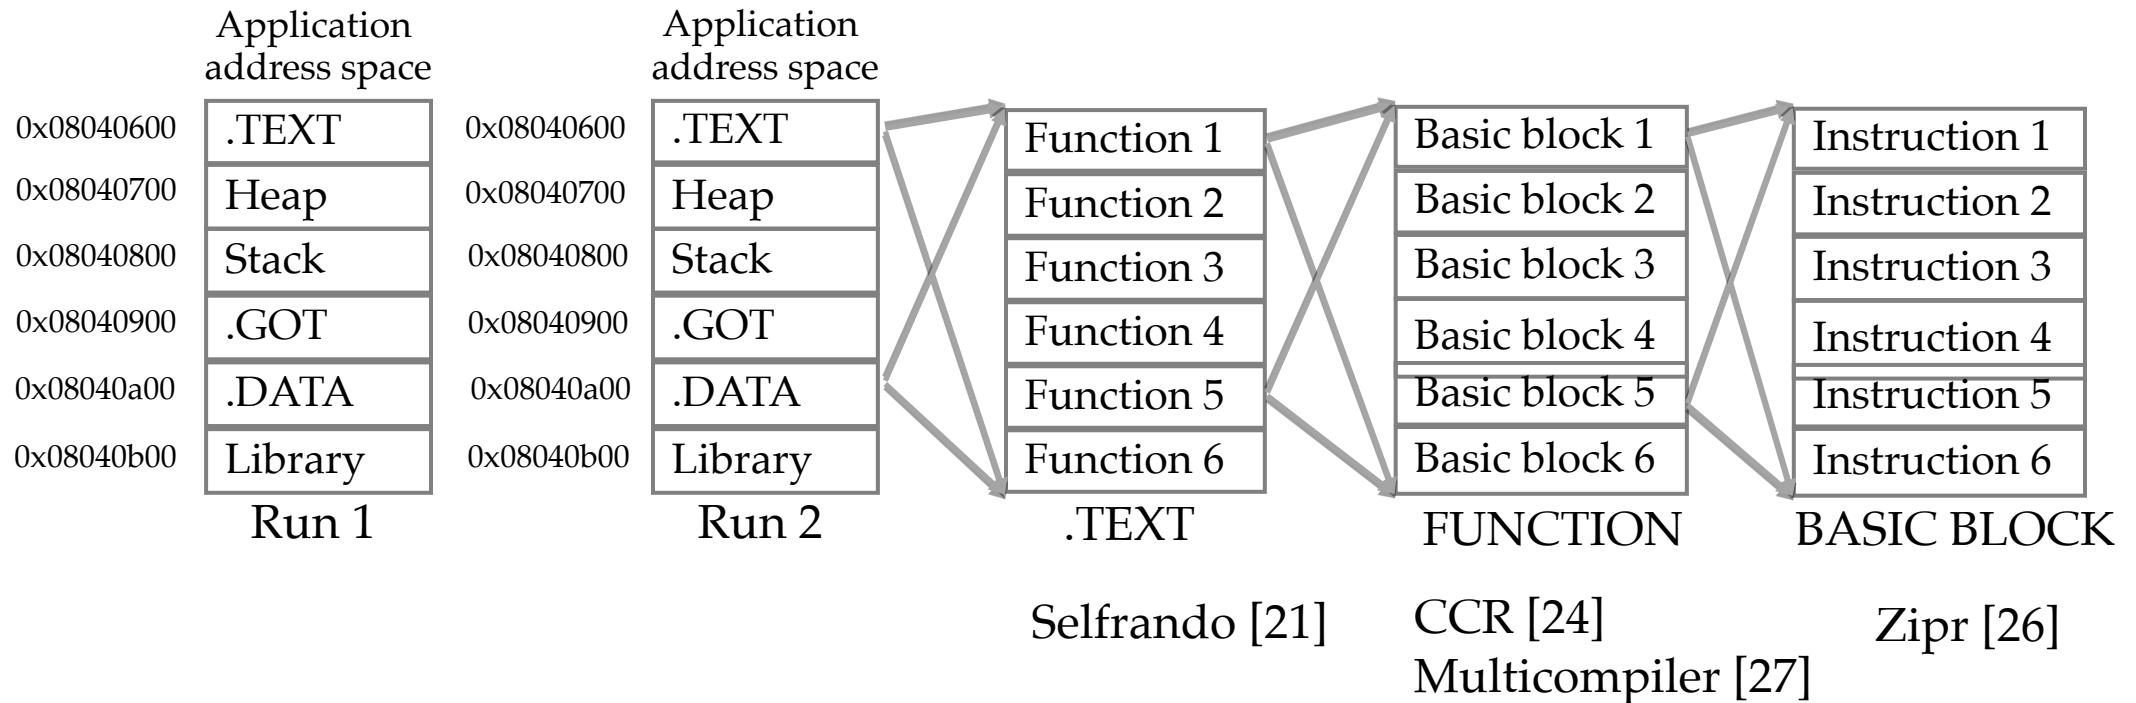 Application
address space
0x08040600
.TEXT
0x08040700
Heap
0x08040800
Stack
0x08040900
.GOT
0x08040a00
.DATA
0x08040b00
Library
Run 1
Application
address space
0x08040600
.TEXT
0x08040700
Heap
0x08040800
Stack
0x08040900
.GOT
0x08040a00
.DATA
0x08040b00
Library
Run 2
Function 1
Function 2
Function 3
Function 4
Function 5
Function 6
.TEXT
Selfrando [21]
Basic block 1
Basic block 2
Basic block 3
Basic block 4
Basic block 5
Basic block 6
FUNCTION
CCR [24]
Multicompiler [27]
Instruction 1
Instruction 2
Instruction 3
Instruction 4
Instruction 5
Instruction 6
BASIC BLOCK
Zipr [26]